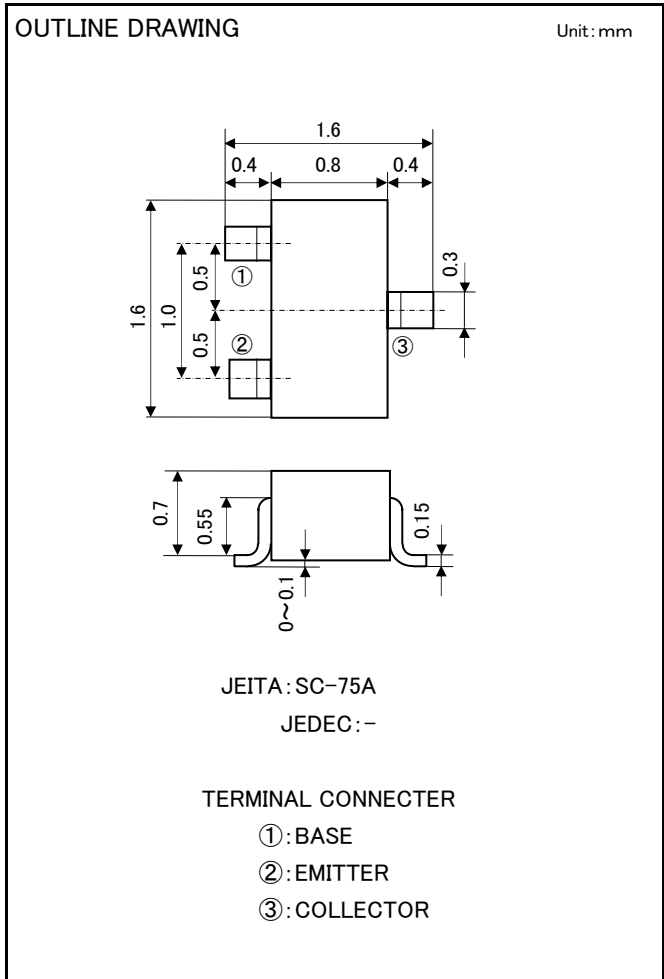 OUTLINE DRAWING Unit:mm
1.6
0.4 0.8 0.4
0.3
①
0.5
1.6
1.0
0.5
②
③
0.7
0.55
0.15
0~0.1
JEITA:SC-75A
JEDEC:-
TERMINAL CONNECTER
①:BASE
②:EMITTER
③:COLLECTOR